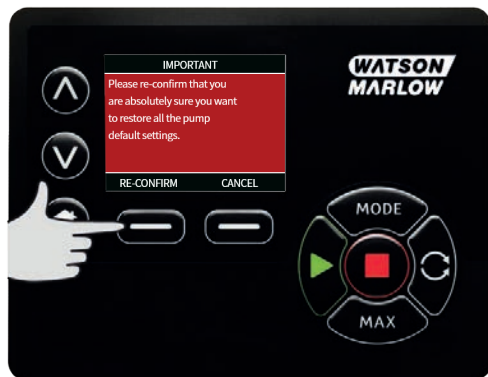 IMPORTANT
Please re-confirm that you
are absolutely sure you want
to restore all the pump
default settings.
RE-CONFIRM CANCEL
WATSON
MARLOW
MODE
MAX